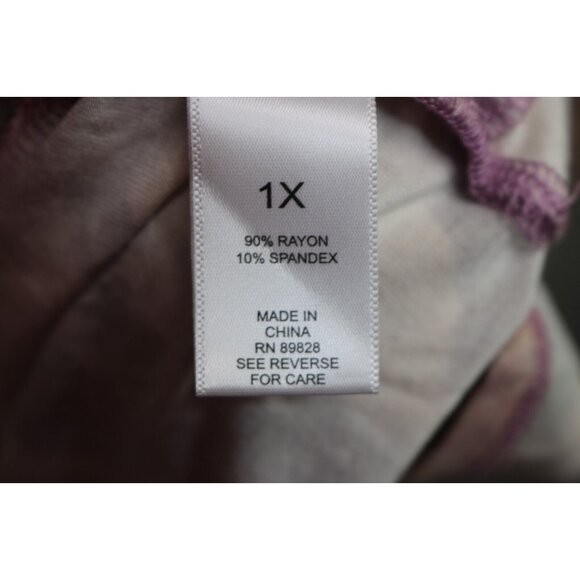 1X
90% RAYON
10% SPANDEX
MADE IN
CHINA
RN 89828
SEE REVERSE
FOR CARE